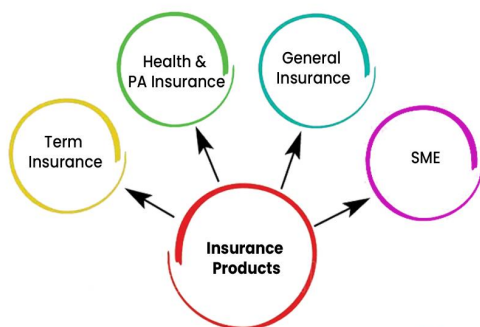 Health &
PA Insurance
General
Insurance
Term
Insurance
SME
Insurance
Products